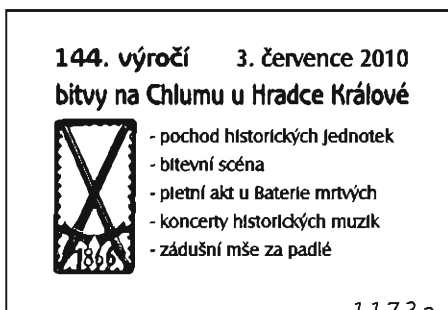 144. výročí 3. července 2010
bitvy na Chlumu u Hradce Králové
- pochod historických jednotek
- bitevní scéna
- pietní akt u Baterie mrtvých
- koncerty historických muzik
- zádušní mše za padlé
1866